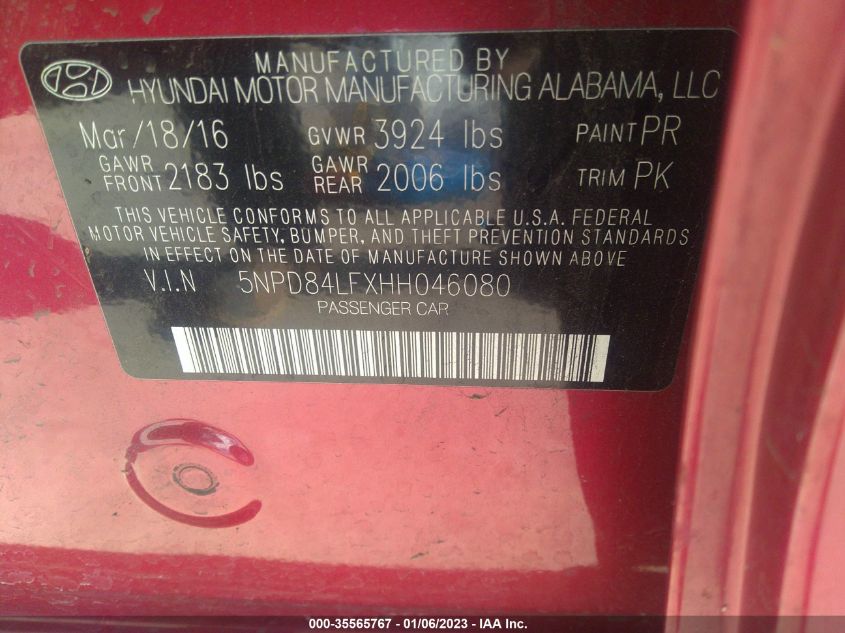 MANUFACTURED BY
HYUNDAI MOTOR MANUFACTURING ALABAMA, LLC
Mar/18/16 GVWR 3924 lbs PAINT PR
GAWR FRONT 2183 lbs GAWR REAR 2006 lbs TRIM PK
THIS VEHICLE CONFORMS TO ALL APPLICABLE U.S.A. FEDERAL
MOTOR VEHICLE SAFETY, BUMPER, AND THEFT PREVENTION STANDARDS
IN EFFECT ON THE DATE OF MANUFACTURE SHOWN ABOVE.
V.I.N 5NPD84LFXHH046080
PASSENGER CAR
000-35565767 - 01/06/2023 - IAA Inc.